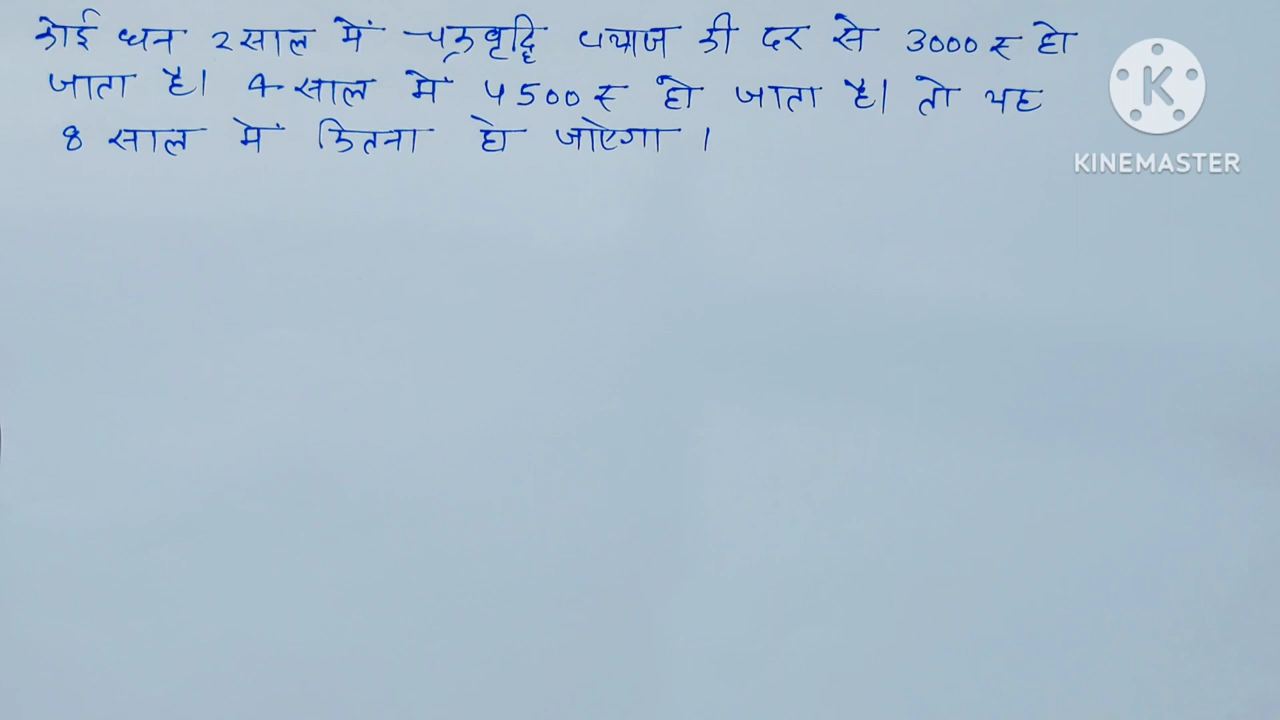 कोई धन 2 साल में चक्रवृद्धि ब्याज की दर से 3000 रु हो
जाता है। 4 साल में 4500 रु हो जाता है। तो यह
8 साल में कितना हो जाएगा ।
K
KINEMASTER